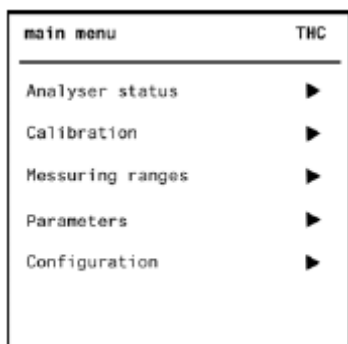 main menu THC
Analyser status ▶
Calibration ▶
Messuring ranges ▶
Parameters ▶
Configuration ▶